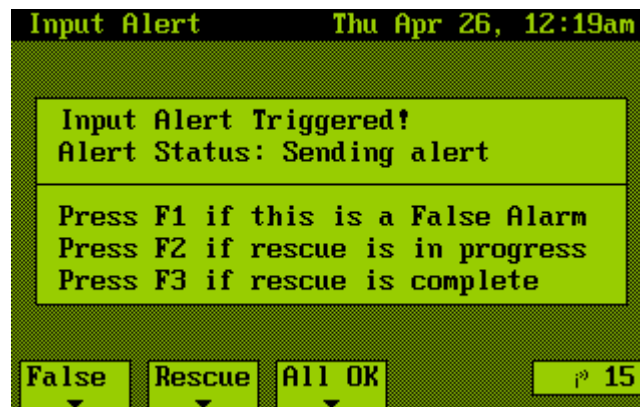 Input Alert Thu Apr 26, 12:19am
Input Alert Triggered!
Alert Status: Sending alert
Press F1 if this is a False Alarm
Press F2 if rescue is in progress
Press F3 if rescue is complete
False Rescue All OK 15